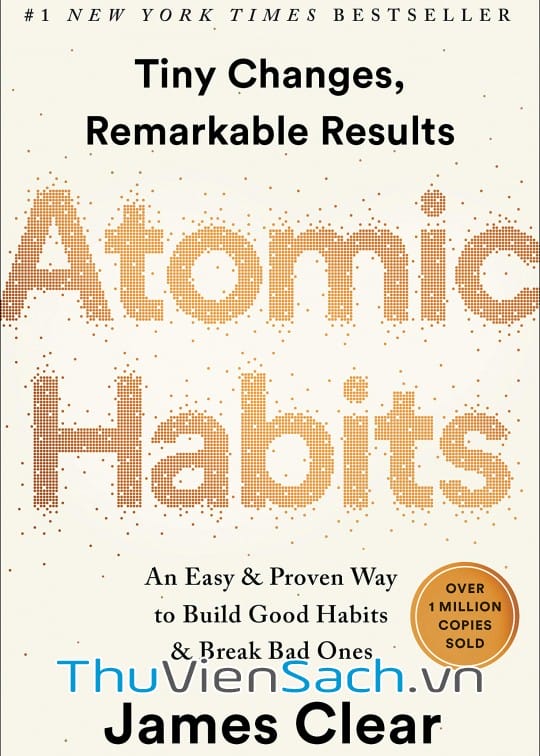 #1 NEW YORK TIMES BESTSELLER
Tiny Changes,
Remarkable Results
Atomic
Habits
An Easy & Proven Way
to Build Good Habits
& Break Bad Ones
OVER
1 MILLION
COPIES
SOLD
ThuVienSach.vn
James Clear